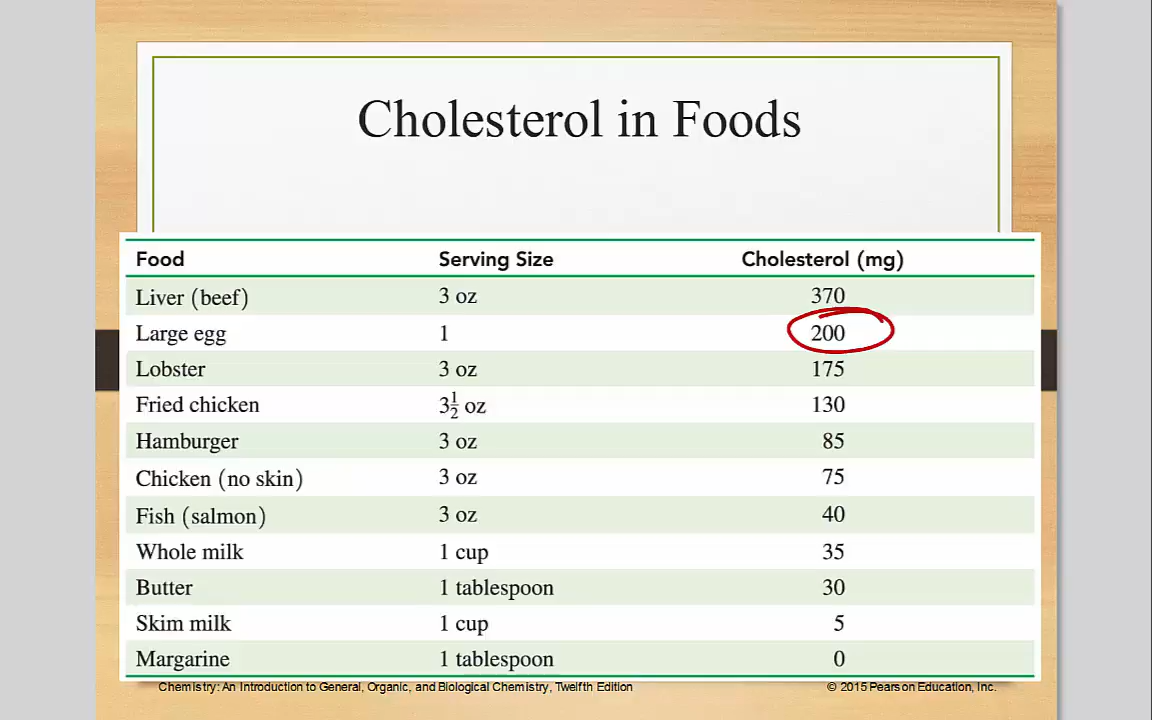 Cholesterol in Foods
Food Serving Size Cholesterol (mg)
Liver (beef) 3 oz 370
Large egg 1 200
Lobster 3 oz 175
Fried chicken 3½ oz 130
Hamburger 3 oz 85
Chicken (no skin) 3 oz 75
Fish (salmon) 3 oz 40
Whole milk 1 cup 35
Butter 1 tablespoon 30
Skim milk 1 cup 5
Margarine 1 tablespoon 0
Chemistry: An Introduction to General, Organic, and Biological Chemistry, Twelfth Edition © 2015 Pearson Education, Inc.